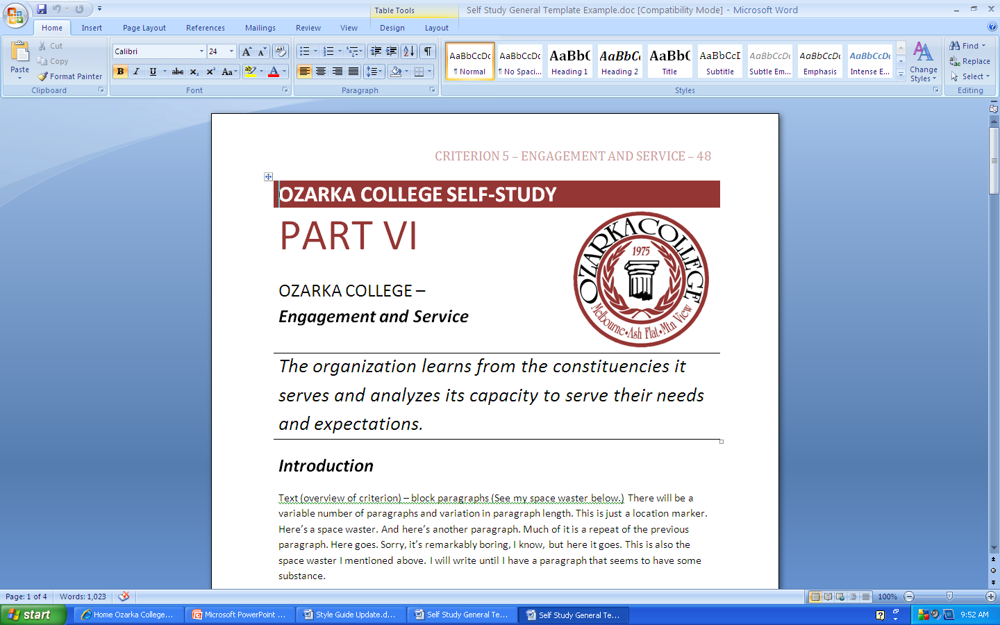 Table Tools
Self Study General Template Example.doc [Compatibility Mode] - Microsoft Word
Home Insert Page Layout References Mailings Review View Design Layout
Paste
Cut
Copy
Format Painter
Clipboard
Calibri 24
B I U abc x₂ x² Aa
Font
Paragraph
AaBbCcDc AaBbCcDc AaBbC AaBbCc AaBbC AaBbCcI AaBbCcDc AaBbCcDc AaBbCcDc
¶ Normal ¶ No Spaci... Heading 1 Heading 2 Title Subtitle Subtle Em... Emphasis Intense E...
Styles
Change
Styles
Find
Replace
Select
Editing
CRITERION 5 – ENGAGEMENT AND SERVICE – 48
OZARKA COLLEGE SELF-STUDY
PART VI
OZARKA COLLEGE
1975
Melbourne•Ash Flat•Mtn View
OZARKA COLLEGE –
Engagement and Service
The organization learns from the constituencies it
serves and analyzes its capacity to serve their needs
and expectations.
Introduction
Text (overview of criterion) – block paragraphs (See my space waster below.) There will be a
variable number of paragraphs and variation in paragraph length. This is just a location marker.
Here’s a space waster. And here’s another paragraph. Much of it is a repeat of the previous
paragraph. Here goes. Sorry, it’s remarkably boring, I know, but here it goes. This is also the
space waster I mentioned above. I will write until I have a paragraph that seems to have some
substance.
Page: 1 of 4 Words: 1,023 100%
start Home Ozarka College... Microsoft PowerPoint ... Style Guide Update.d... Self Study General Te... Self Study General Te... 9:52 AM